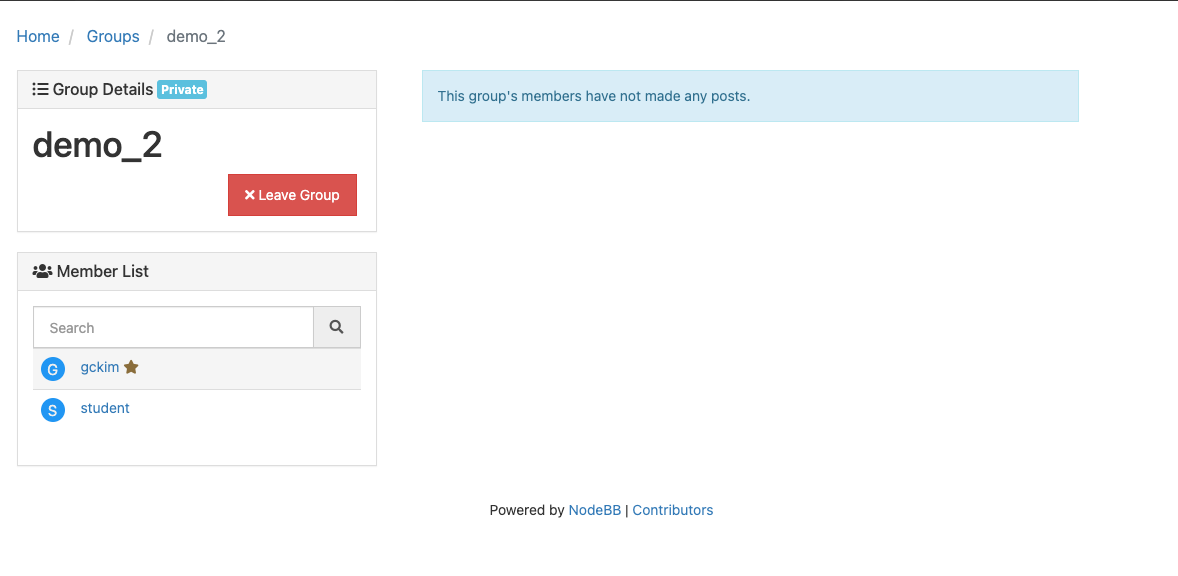 Home / Groups / demo_2
Group Details Private
demo_2
Leave Group
Member List
Search
G gckim
S student
This group's members have not made any posts.
Powered by NodeBB | Contributors